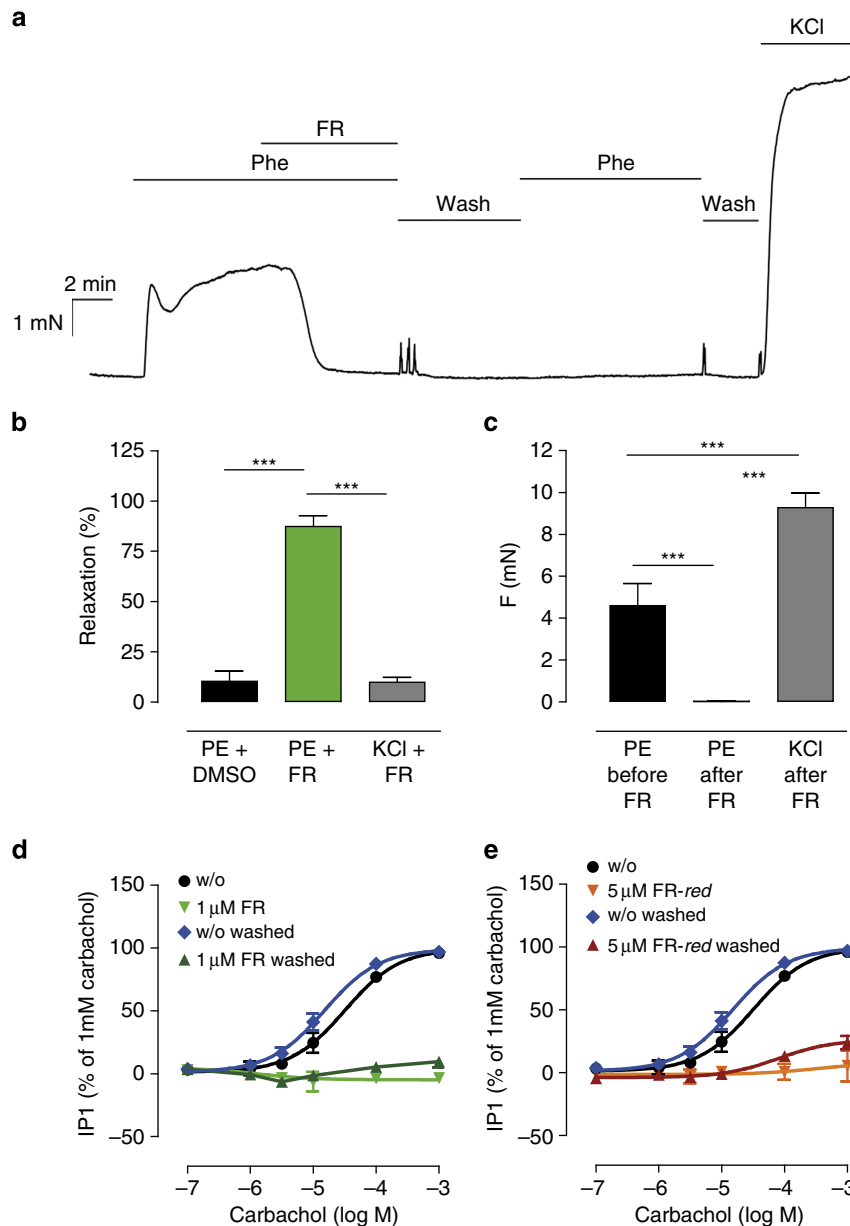 a
KCl
FR
Phe
Phe
Wash
Wash
2 min
1 mN
b
Relaxation (%)
125
100
75
50
25
0
***
***
PE + DMSO
PE + FR
KCl + FR
c
F (mN)
12
10
8
6
4
2
0
***
***
***
PE before FR
PE after FR
KCl after FR
d
w/o
1 µM FR
w/o washed
1 µM FR washed
IP1 (% of 1mM carbachol)
150
100
50
0
–50
–7 –6 –5 –4 –3
Carbachol (log M)
e
w/o
5 µM FR-red
w/o washed
5 µM FR-red washed
IP1 (% of 1mM carbachol)
150
100
50
0
–50
–7 –6 –5 –4 –3
Carbachol (log M)